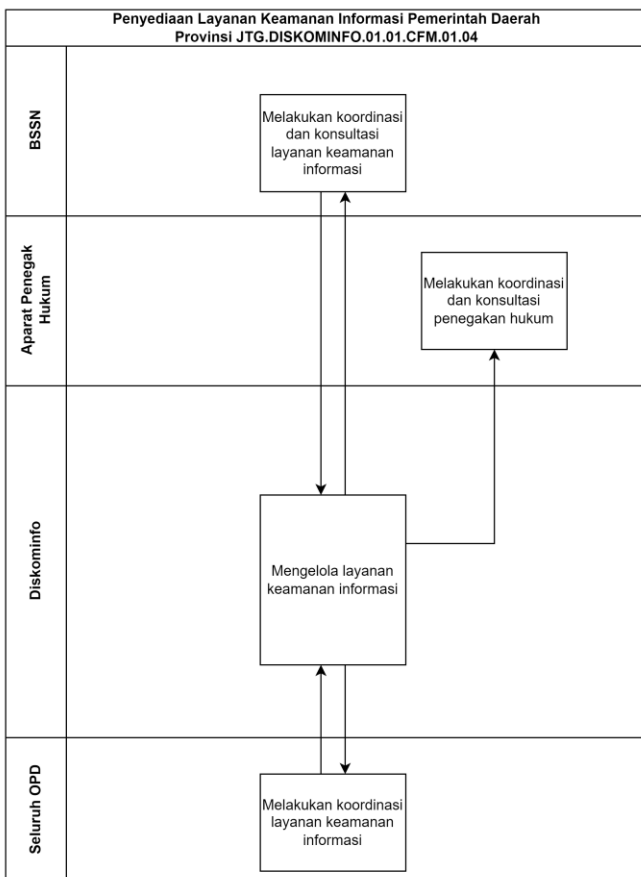 Penyediaan Layanan Keamanan Informasi Pemerintah Daerah
Provinsi JTG.DISKOMINFO.01.01.CFM.01.04
BSSN
Melakukan koordinasi
dan konsultasi
layanan keamanan
informasi
Aparat Penegak
Hukum
Melakukan koordinasi
dan konsultasi
penegakan hukum
Diskominfo
Mengelola layanan
keamanan informasi
Seluruh OPD
Melakukan koordinasi
layanan keamanan
informasi